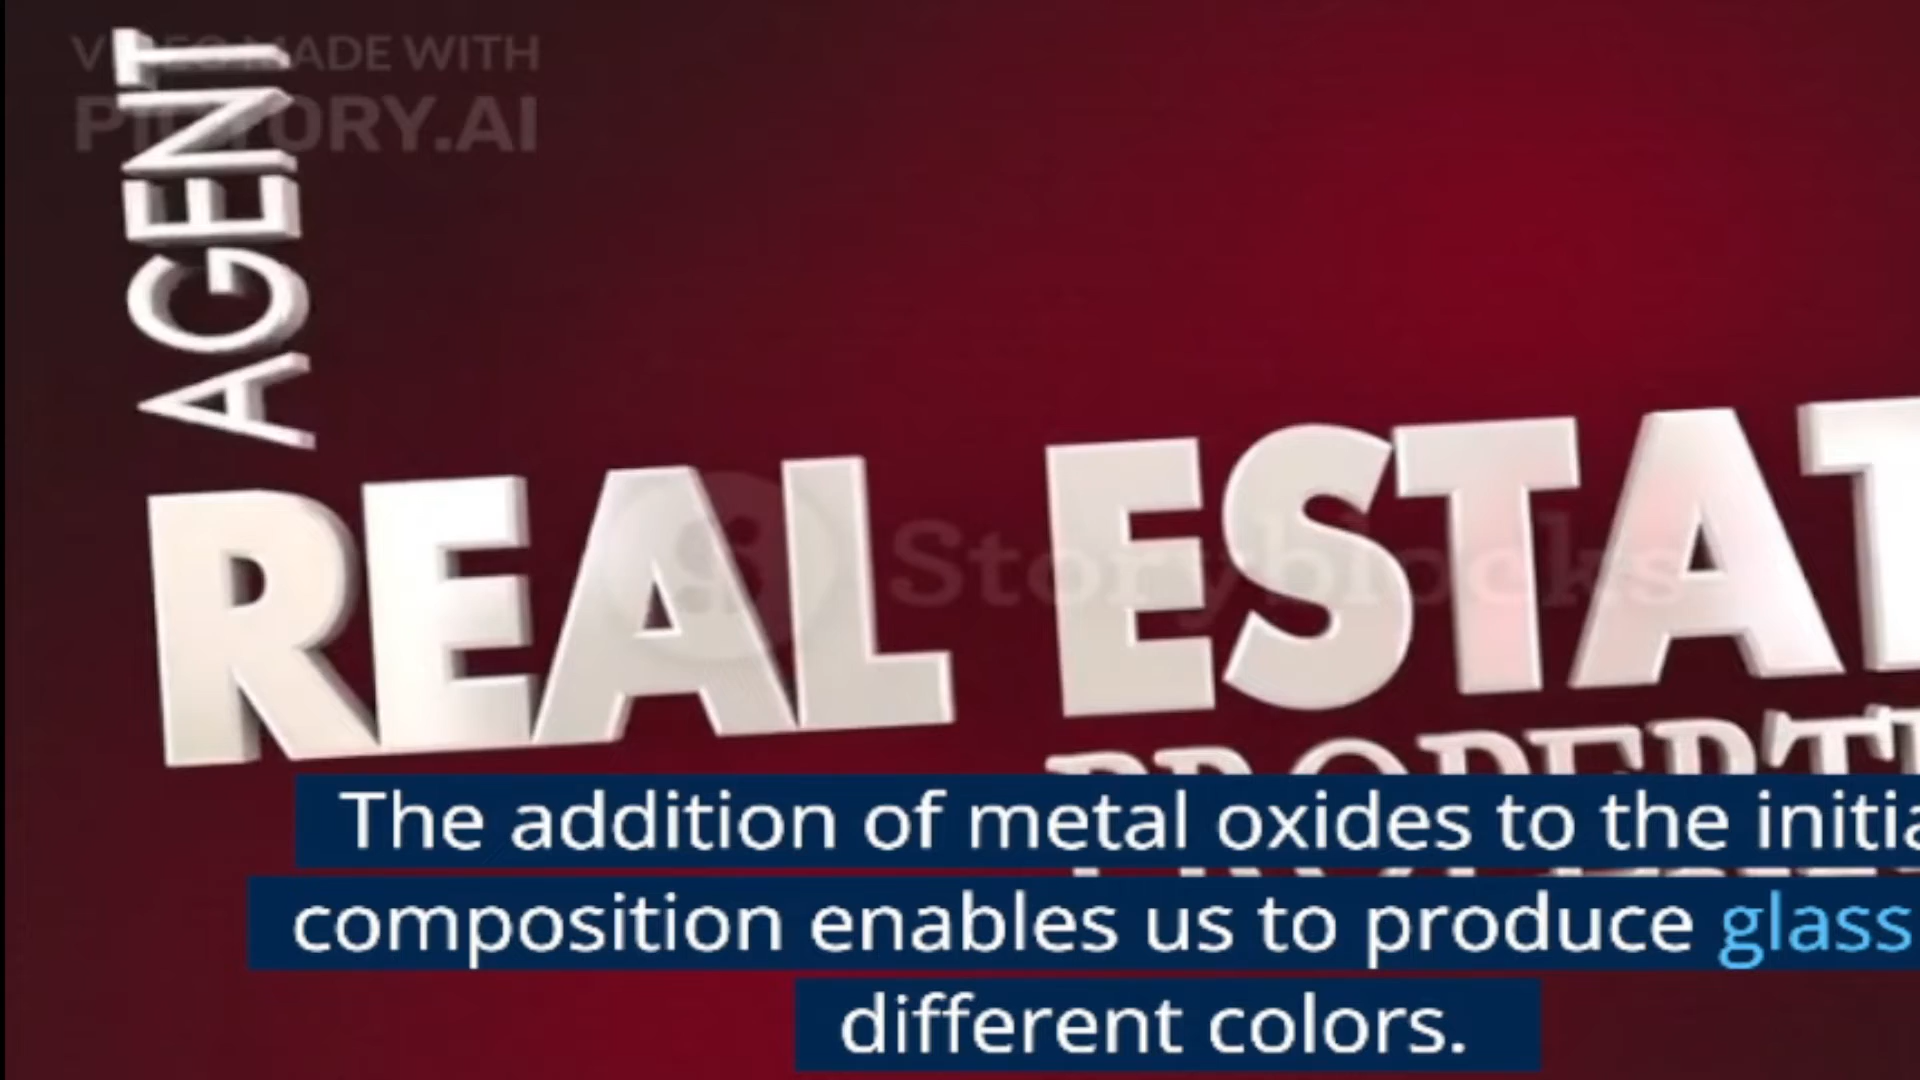 VIDEO MADE WITH
PICTORY.AI
AGENT
REAL ESTAT
Storyblocks
The addition of metal oxides to the initia
composition enables us to produce glass
different colors.